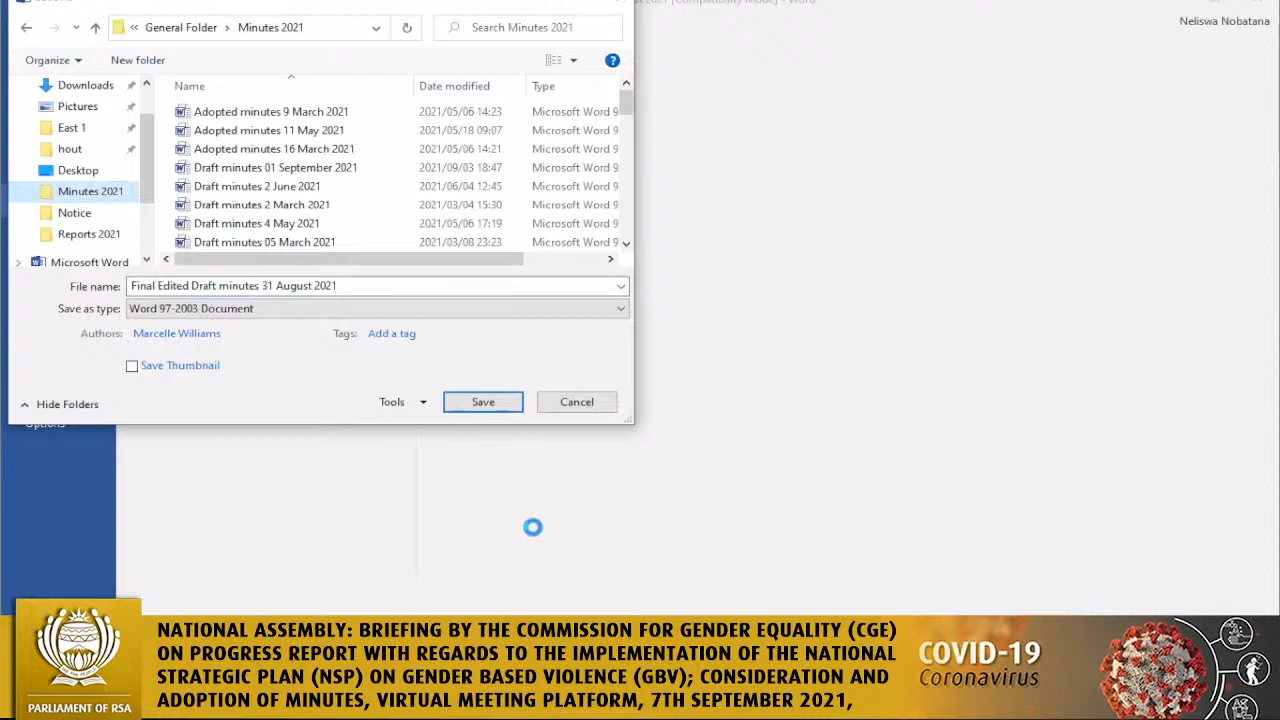 Neliswa Nobatana
General Folder Minutes 2021
Search Minutes 2021
Organize New folder
Name Date modified Type
Downloads
Pictures
East 1
hout
Desktop
Minutes 2021
Notice
Reports 2021
Microsoft Word
Adopted minutes 9 March 2021 2021/05/06 14:23 Microsoft Word 9
Adopted minutes 11 May 2021 2021/05/18 09:07 Microsoft Word 9
Adopted minutes 16 March 2021 2021/05/06 14:21 Microsoft Word 9
Draft minutes 01 September 2021 2021/09/03 18:47 Microsoft Word 9
Draft minutes 2 June 2021 2021/06/04 12:45 Microsoft Word 9
Draft minutes 2 March 2021 2021/03/04 15:30 Microsoft Word 9
Draft minutes 4 May 2021 2021/05/06 17:19 Microsoft Word 9
Draft minutes 05 March 2021 2021/03/08 23:23 Microsoft Word 9
File name: Final Edited Draft minutes 31 August 2021
Save as type: Word 97-2003 Document
Authors: Marcelle Williams Tags: Add a tag
Save Thumbnail
Hide Folders Tools Save Cancel
Options
NATIONAL ASSEMBLY: BRIEFING BY THE COMMISSION FOR GENDER EQUALITY (CGE)
ON PROGRESS REPORT WITH REGARDS TO THE IMPLEMENTATION OF THE NATIONAL
STRATEGIC PLAN (NSP) ON GENDER BASED VIOLENCE (GBV); CONSIDERATION AND
ADOPTION OF MINUTES, VIRTUAL MEETING PLATFORM, 7TH SEPTEMBER 2021,
PARLIAMENT OF RSA
COVID-19
Coronavirus